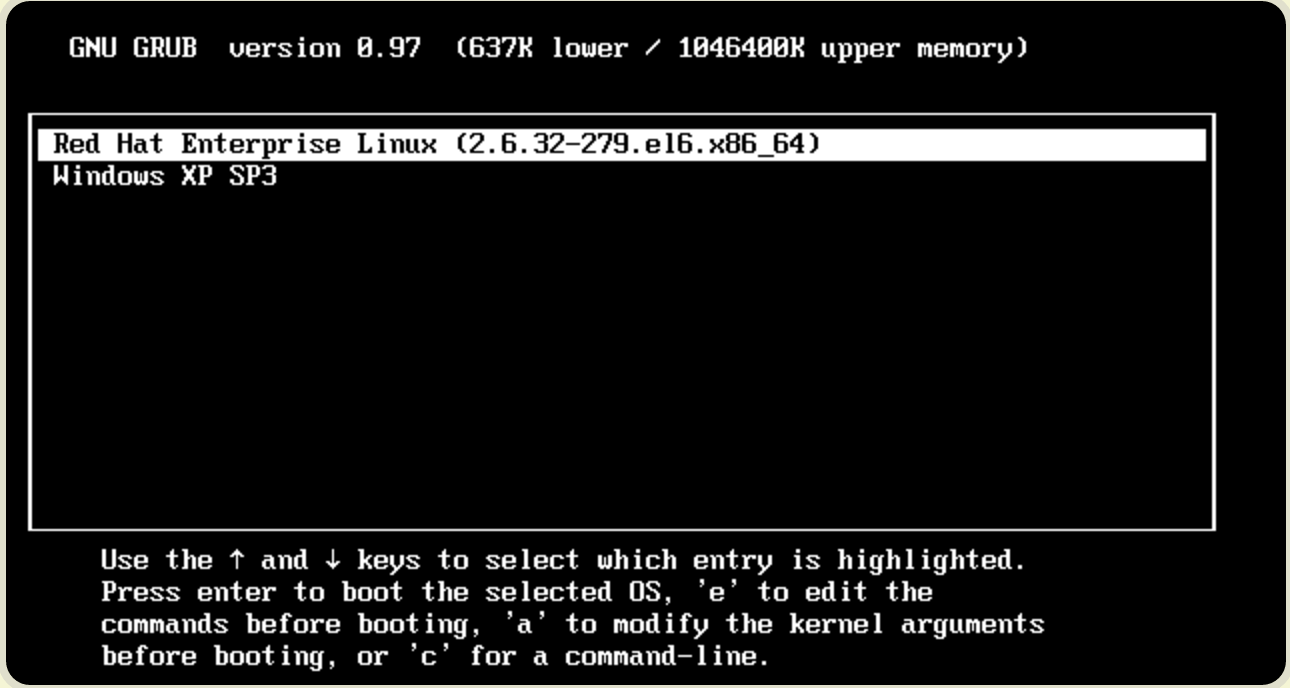 GNU GRUB version 0.97 (637K lower / 1046400K upper memory)
Red Hat Enterprise Linux (2.6.32-279.el6.x86_64)
Windows XP SP3
Use the ↑ and ↓ keys to select which entry is highlighted.
Press enter to boot the selected OS, 'e' to edit the
commands before booting, 'a' to modify the kernel arguments
before booting, or 'c' for a command-line.